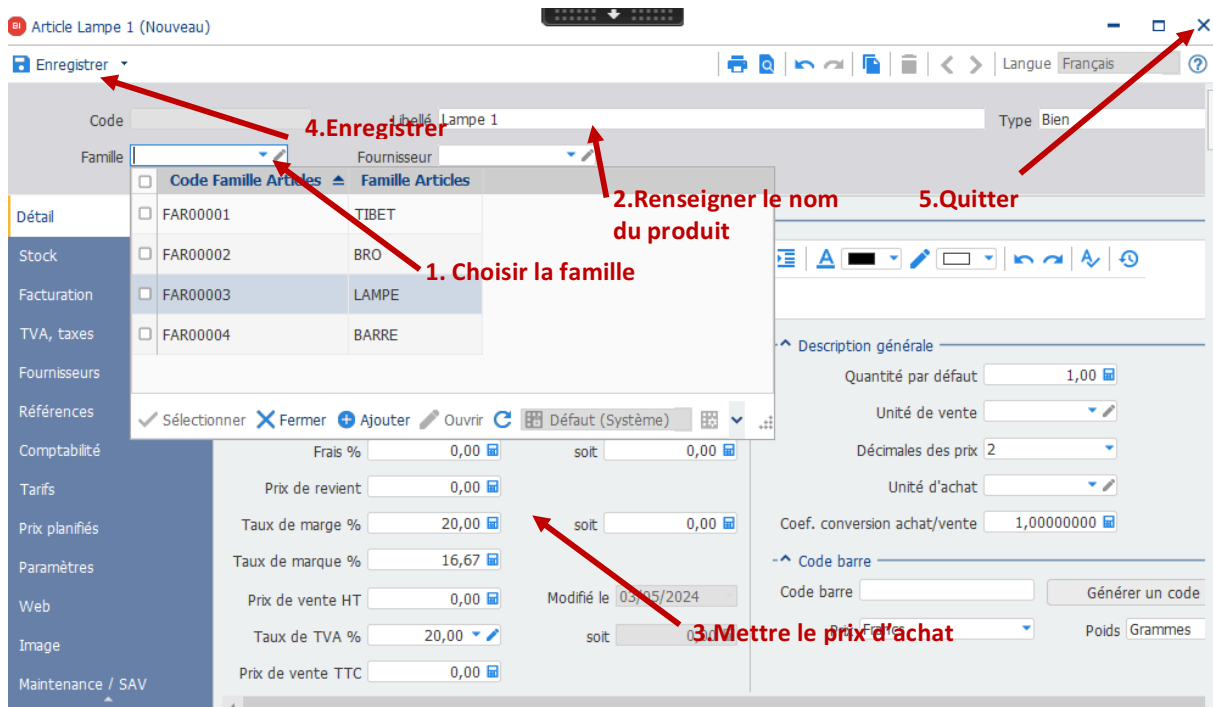 BI Article Lampe 1 (Nouveau)
Enregistrer
Langue Français
Code
Libellé Lampe 1
Type Bien
4.Enregistrer
Famille
Fournisseur
Code Famille Articles Famille Articles
FAR00001 TIBET
FAR00002 BRO
FAR00003 LAMPE
FAR00004 BARRE
Sélectionner Fermer Ajouter Ouvrir Défaut (Système)
2.Renseigner le nom
du produit
5.Quitter
1. Choisir la famille
Détail
Stock
Facturation
TVA, taxes
Fournisseurs
Références
Comptabilité
Tarifs
Prix planifiés
Paramètres
Web
Image
Maintenance / SAV
Frais % 0,00 soit 0,00
Prix de revient 0,00
Taux de marge % 20,00 soit 0,00
Taux de marque % 16,67
Prix de vente HT 0,00 Modifié le 03/05/2024
Taux de TVA % 20,00 soit 0,00
Prix de vente TTC 0,00
3.Mettre le prix d’achat
Description générale
Quantité par défaut 1,00
Unité de vente
Décimales des prix 2
Unité d'achat
Coef. conversion achat/vente 1,00000000
Code barre
Code barre Générer un code
Prix Francs Poids Grammes